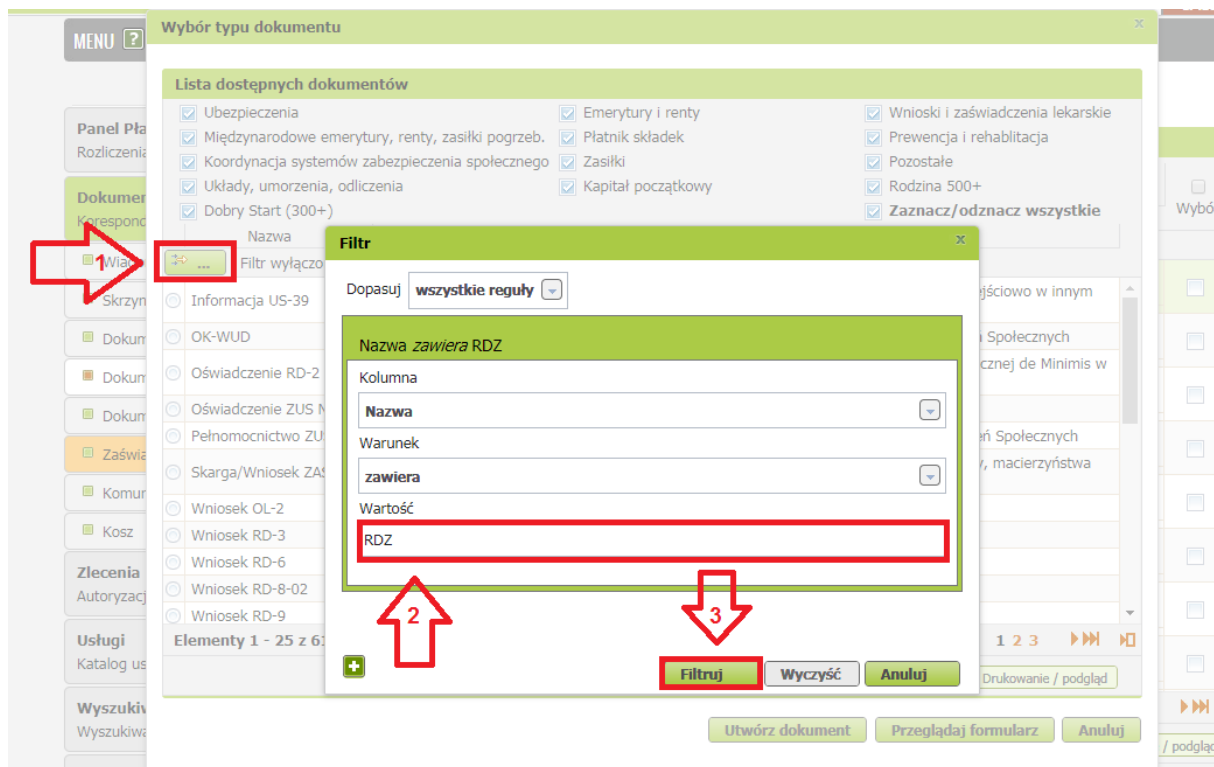 Wybór typu dokumentu
MENU ?
Lista dostępnych dokumentów
Ubezpieczenia Emerytury i renty Wnioski i zaświadczenia lekarskie
Międzynarodowe emerytury, renty, zasiłki pogrzeb. Płatnik składek Prewencja i rehablitacja
Koordynacja systemów zabezpieczenia społecznego Zasiłki Pozostałe
Układy, umorzenia, odliczenia Kapitał początkowy Rodzina 500+
Dobry Start (300+) Zaznacz/odznacz wszystkie
Panel Pła
Rozliczenia
Dokumen
Korespond
Wiad
Skrzyn
Dokum
Dokum
Dokum
Zaświa
Komun
Kosz
Zlecenia
Autoryzacj
Usługi
Katalog us
Wyszukiw
Wyszukiwa
Wybó
1
Nazwa
... Filtr wyłączo
Informacja US-39 ejściowo w innym
OK-WUD Społecznych
Oświadczenie RD-2 cznej de Minimis w
Oświadczenie ZUS
Pełnomocnictwo ZU eń Społecznych
Skarga/Wniosek ZAS , macierzyństwa
Wniosek OL-2
Wniosek RD-3
Wniosek RD-6
Wniosek RD-8-02
Wniosek RD-9
Elementy 1 - 25 z 61 1 2 3
Drukowanie / podgląd
Filtr x
Dopasuj wszystkie reguły
Nazwa zawiera RDZ
Kolumna
Nazwa
Warunek
zawiera
Wartość
RDZ
2
3
Filtruj Wyczyść Anuluj
Utwórz dokument Przeglądaj formularz Anuluj
/ podgląd